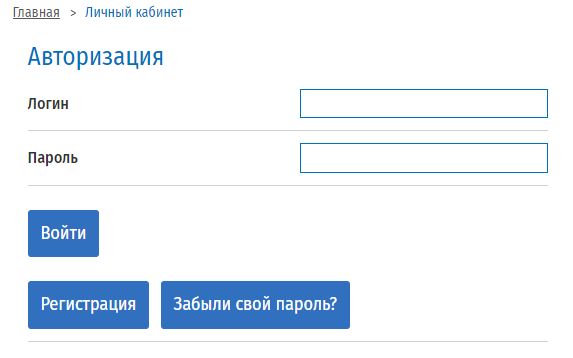 Главная > Личный кабинет
Авторизация
Логин
Пароль
Войти
Регистрация Забыли свой пароль?